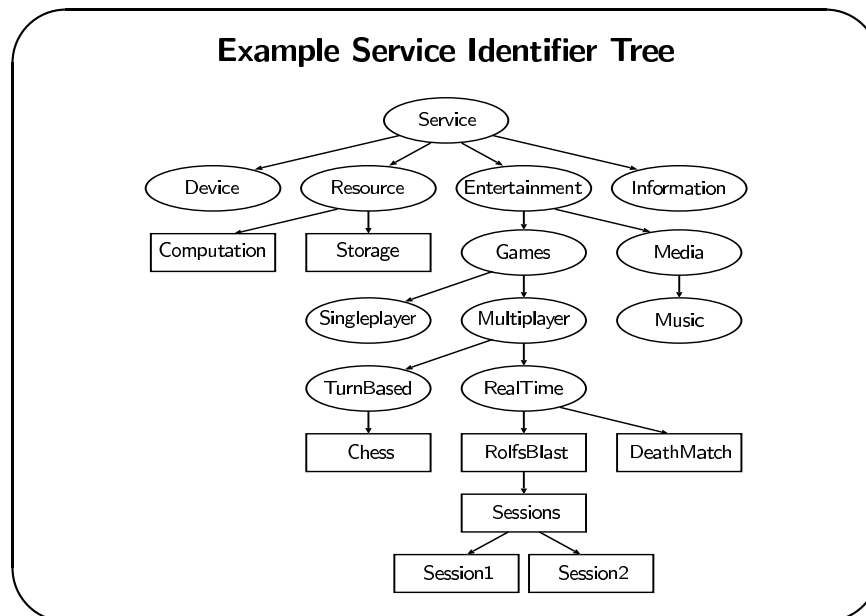 Example Service Identifier Tree
Service
Device Resource Entertainment Information
Computation Storage Games Media
Singleplayer Multiplayer Music
TurnBased RealTime
Chess RolfsBlast DeathMatch
Sessions
Session1 Session2